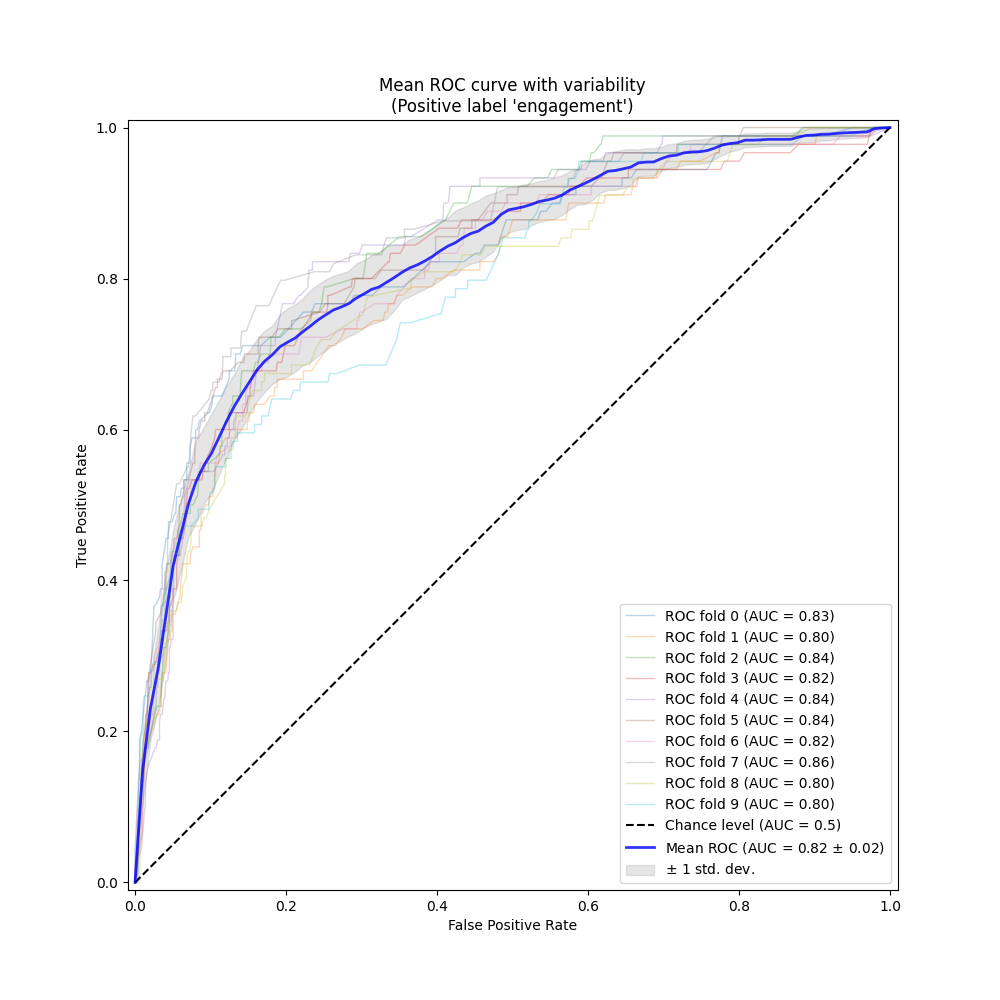 Mean ROC curve with variability
(Positive label 'engagement')
True Positive Rate
1.0
0.8
0.6
0.4
0.2
0.0
ROC fold 0 (AUC = 0.83)
ROC fold 1 (AUC = 0.80)
ROC fold 2 (AUC = 0.84)
ROC fold 3 (AUC = 0.82)
ROC fold 4 (AUC = 0.84)
ROC fold 5 (AUC = 0.84)
ROC fold 6 (AUC = 0.82)
ROC fold 7 (AUC = 0.86)
ROC fold 8 (AUC = 0.80)
ROC fold 9 (AUC = 0.80)
Chance level (AUC = 0.5)
Mean ROC (AUC = 0.82 ± 0.02)
± 1 std. dev.
0.0 0.2 0.4 0.6 0.8 1.0
False Positive Rate